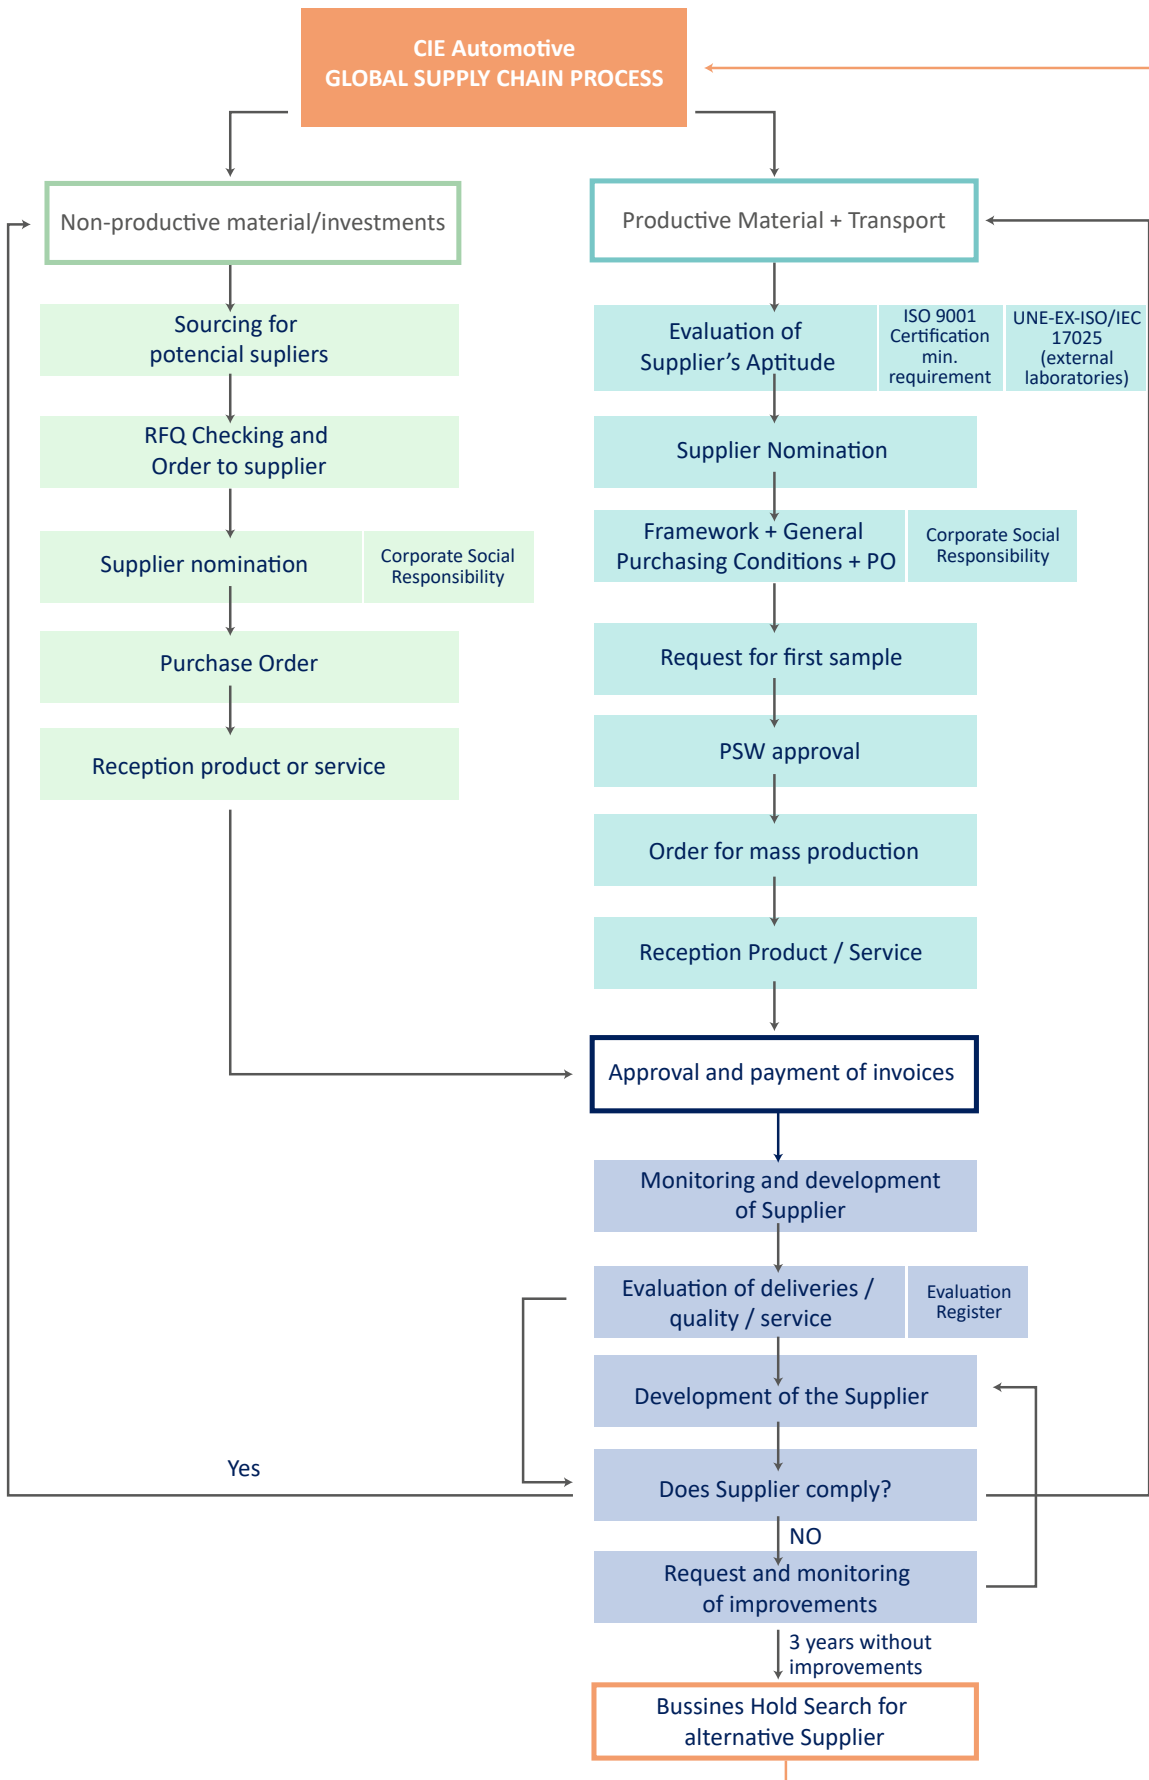 CIE Automotive
GLOBAL SUPPLY CHAIN PROCESS
Non-productive material/investments
Sourcing for
potencial supliers
RFQ Checking and
Order to supplier
Supplier nomination
Corporate Social
Responsibility
Purchase Order
Reception product or service
Productive Material + Transport
Evaluation of
Supplier’s Aptitude
ISO 9001
Certification
min.
requirement
UNE-EX-ISO/IEC
17025
(external
laboratories)
Supplier Nomination
Framework + General
Purchasing Conditions + PO
Corporate Social
Responsibility
Request for first sample
PSW approval
Order for mass production
Reception Product / Service
Approval and payment of invoices
Monitoring and development
of Supplier
Evaluation of deliveries /
quality / service
Evaluation
Register
Development of the Supplier
Yes
Does Supplier comply?
NO
Request and monitoring
of improvements
3 years without
improvements
Bussines Hold Search for
alternative Supplier